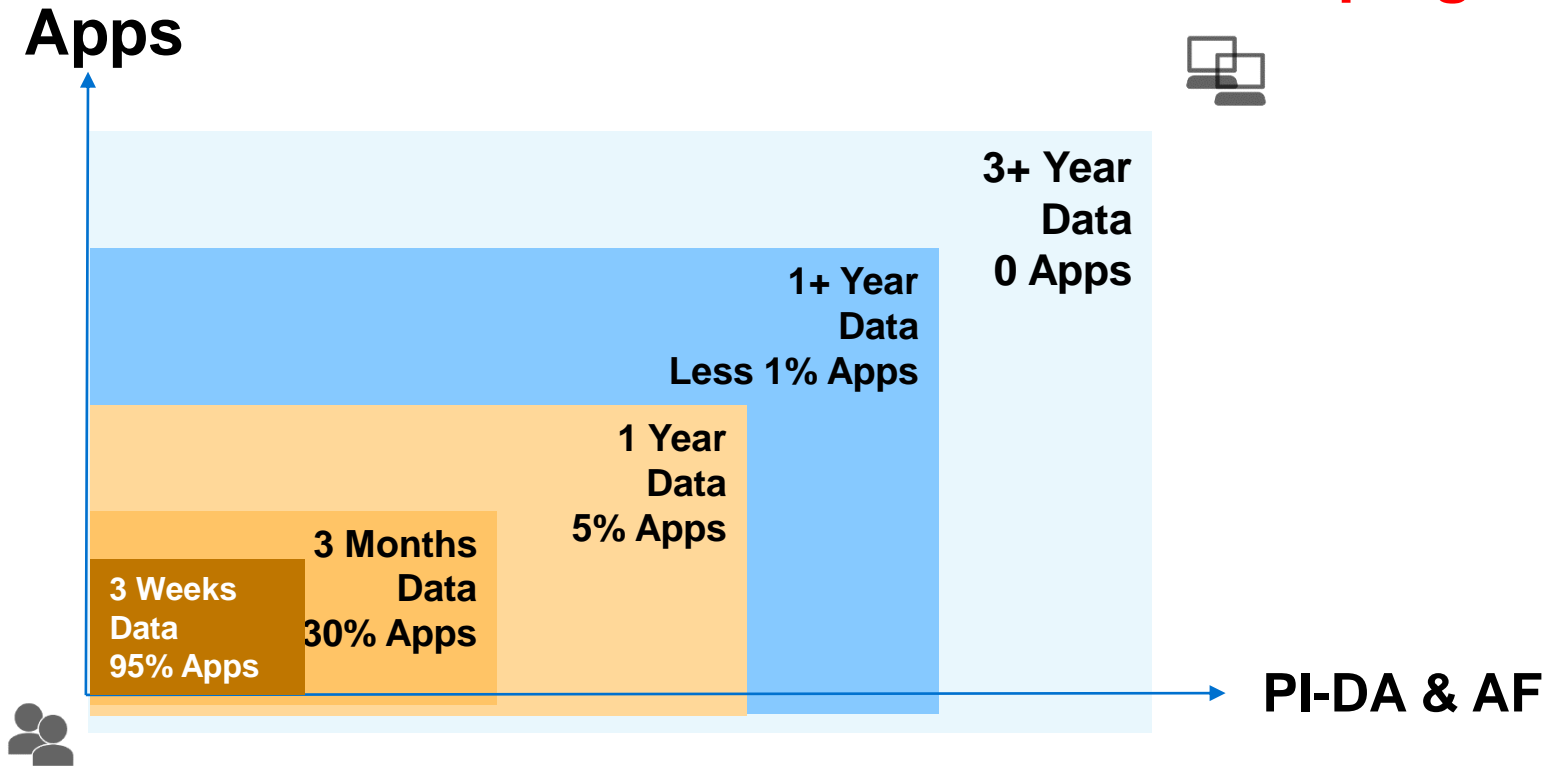 Apps
3+ Year
Data
0 Apps
1+ Year
Data
Less 1% Apps
1 Year
Data
5% Apps
3 Months
Data
30% Apps
3 Weeks
Data
95% Apps
PI-DA & AF